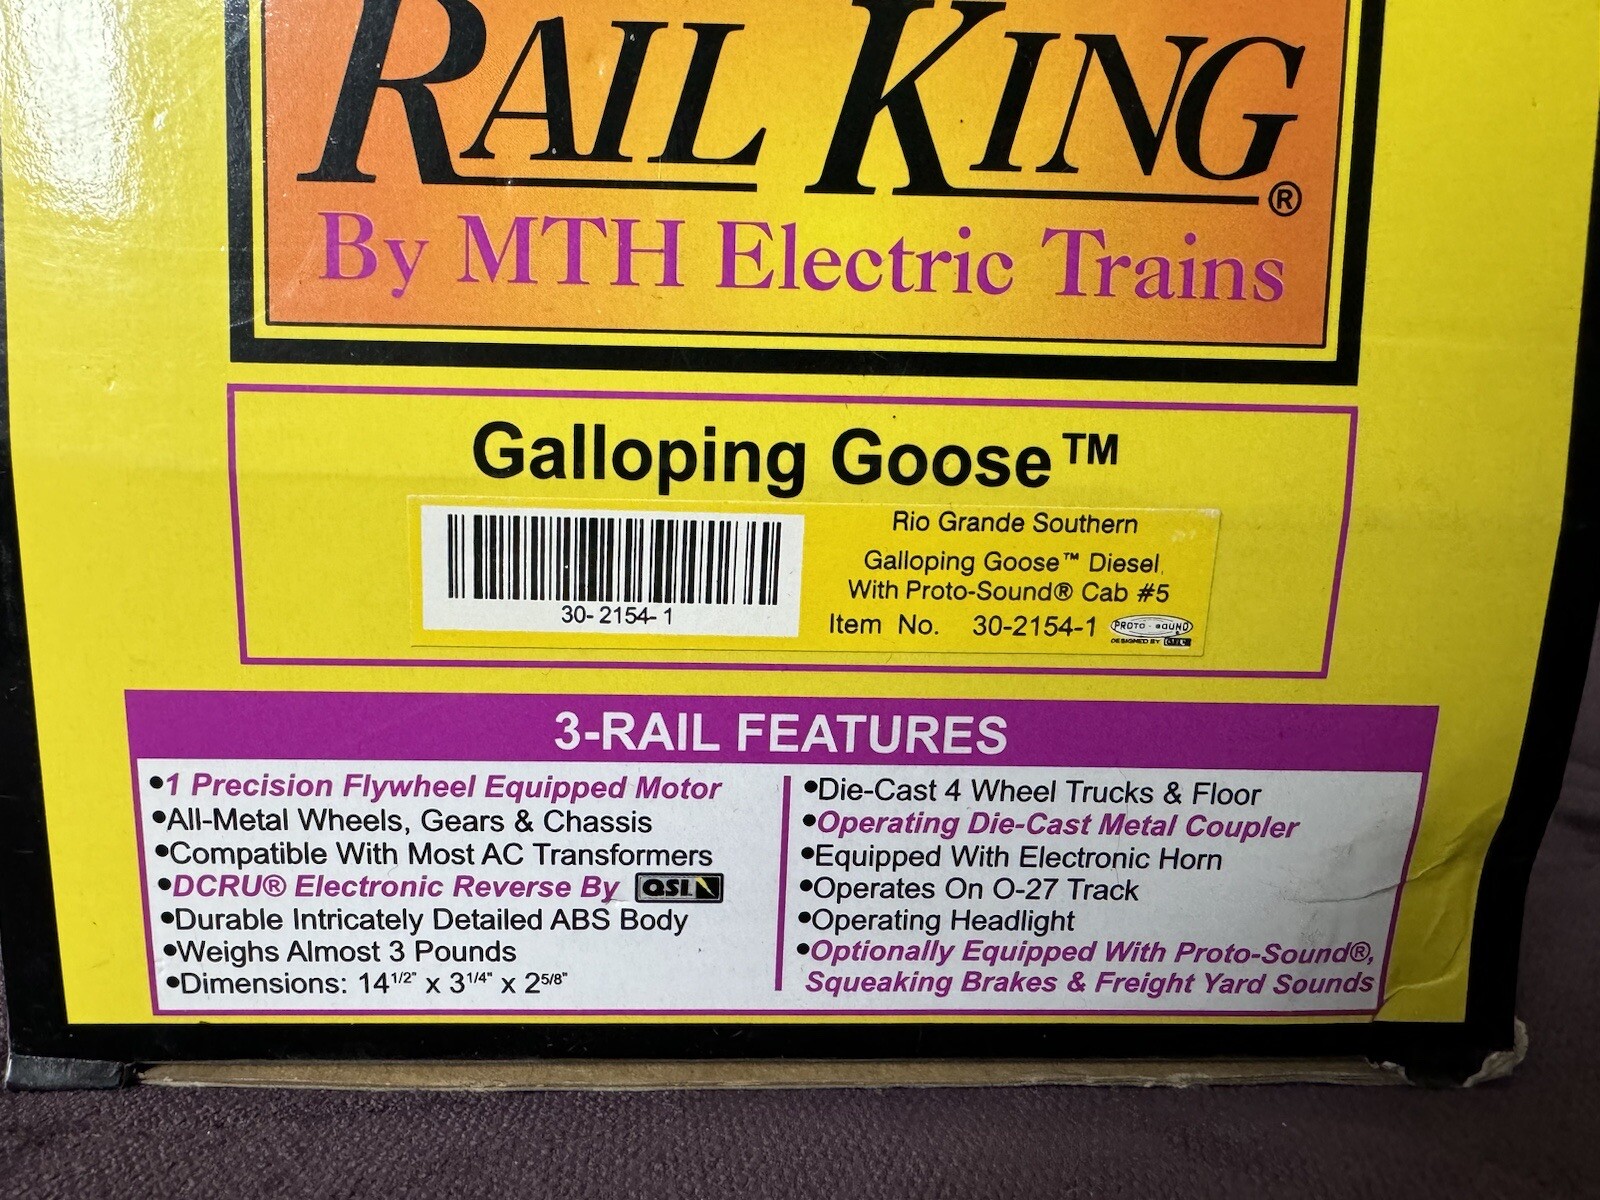 RAIL KING®
By MTH Electric Trains
Galloping Goose™
30-2154-1
Rio Grande Southern
Galloping Goose™ Diesel
With Proto-Sound® Cab #5
Item No. 30-2154-1
PROTO-SOUND
DESIGNED BY
3-RAIL FEATURES
•1 Precision Flywheel Equipped Motor
•All-Metal Wheels, Gears & Chassis
•Compatible With Most AC Transformers
•DCRU® Electronic Reverse By QSI
•Durable Intricately Detailed ABS Body
•Weighs Almost 3 Pounds
•Dimensions: 14 1/2" x 3 1/4" x 2 5/8"
•Die-Cast 4 Wheel Trucks & Floor
•Operating Die-Cast Metal Coupler
•Equipped With Electronic Horn
•Operates On O-27 Track
•Operating Headlight
•Optionally Equipped With Proto-Sound®,
Squeaking Brakes & Freight Yard Sounds